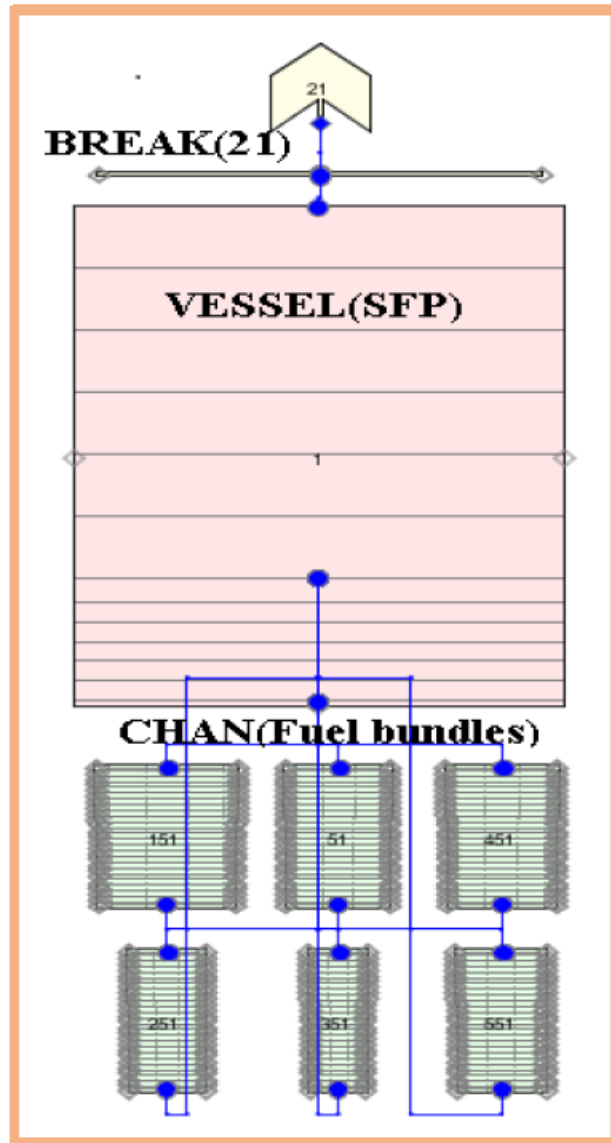 21
BREAK(21)
VESSEL(SFP)
1
CHAN(Fuel bundles)
151 51 451
251 351 551